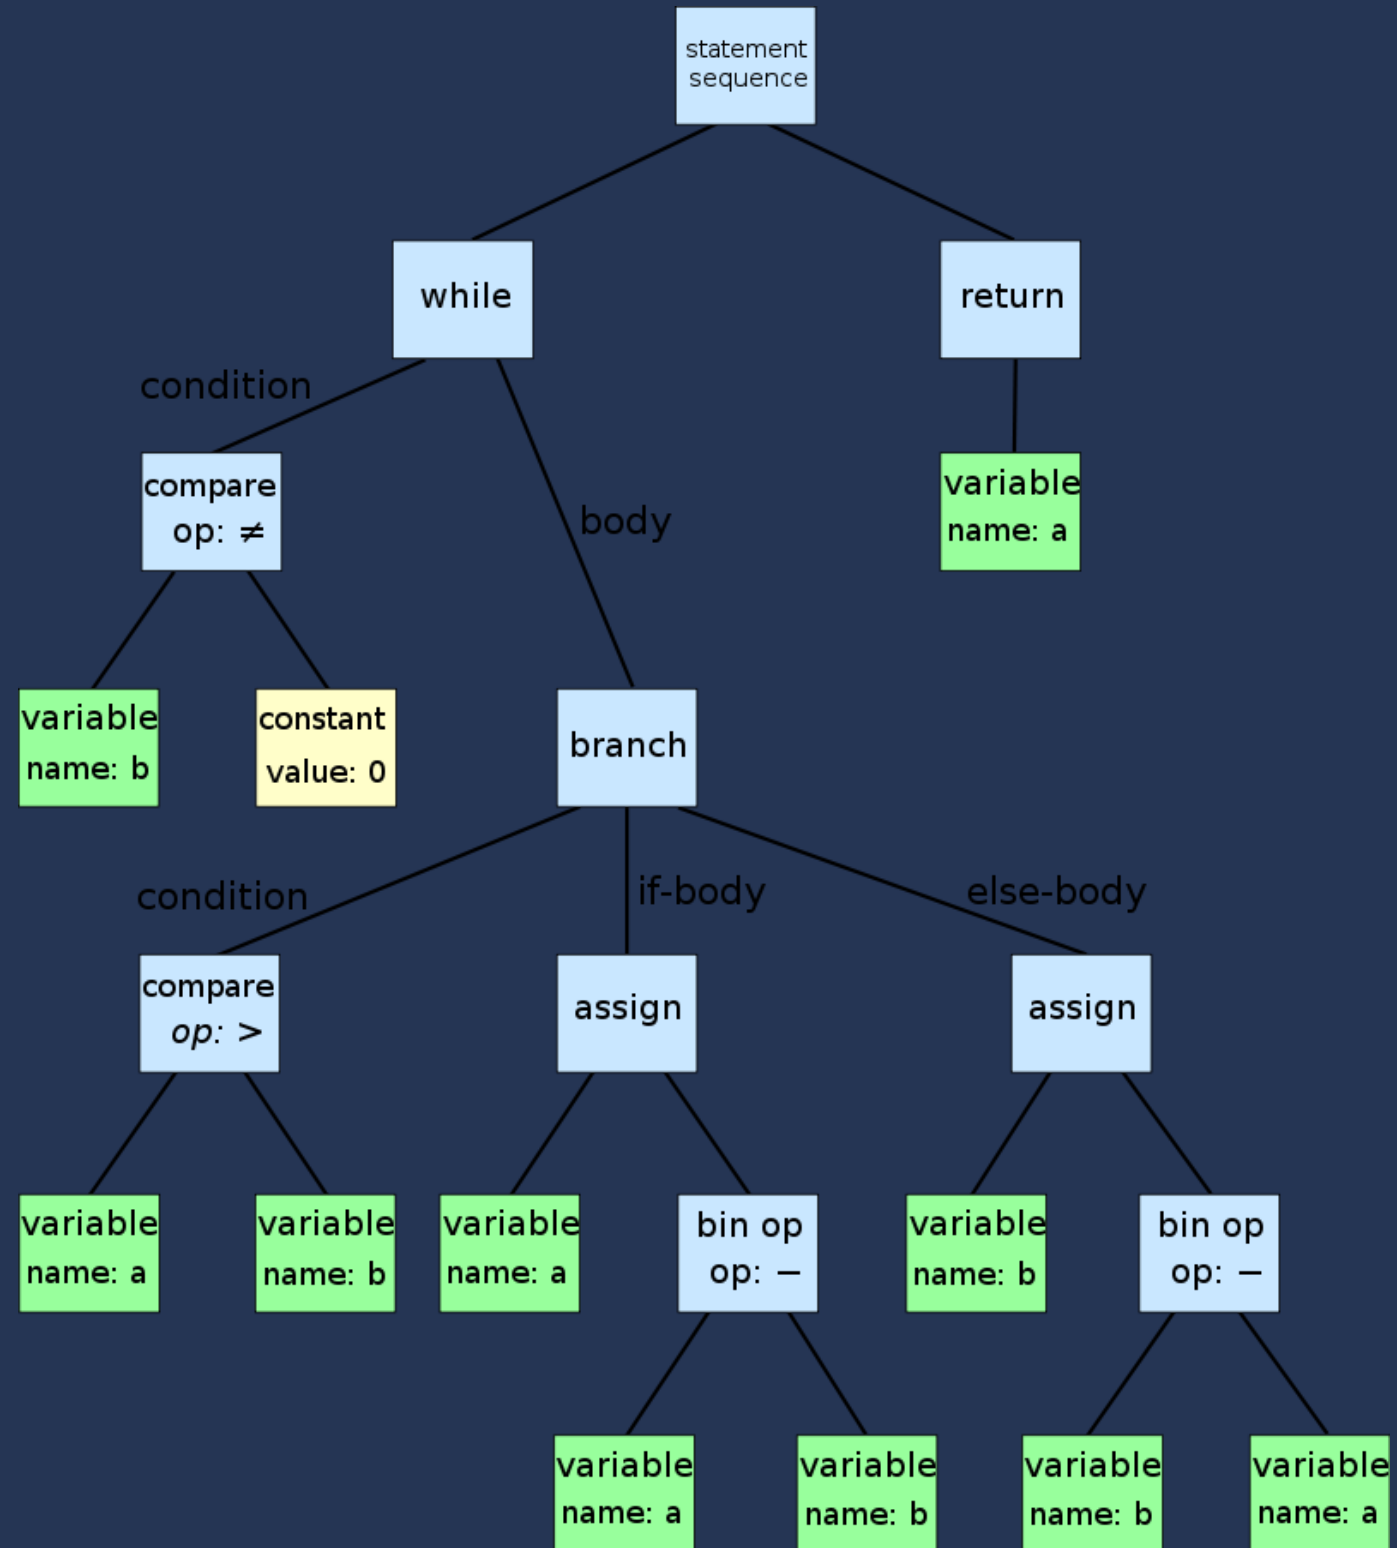 statement
sequence
while
return
condition
compare
op: ≠
body
variable
name: a
variable
name: b
constant
value: 0
branch
condition
if-body
else-body
compare
op: >
assign
assign
variable
name: a
variable
name: b
variable
name: a
bin op
op: −
variable
name: b
bin op
op: −
variable
name: a
variable
name: b
variable
name: b
variable
name: a